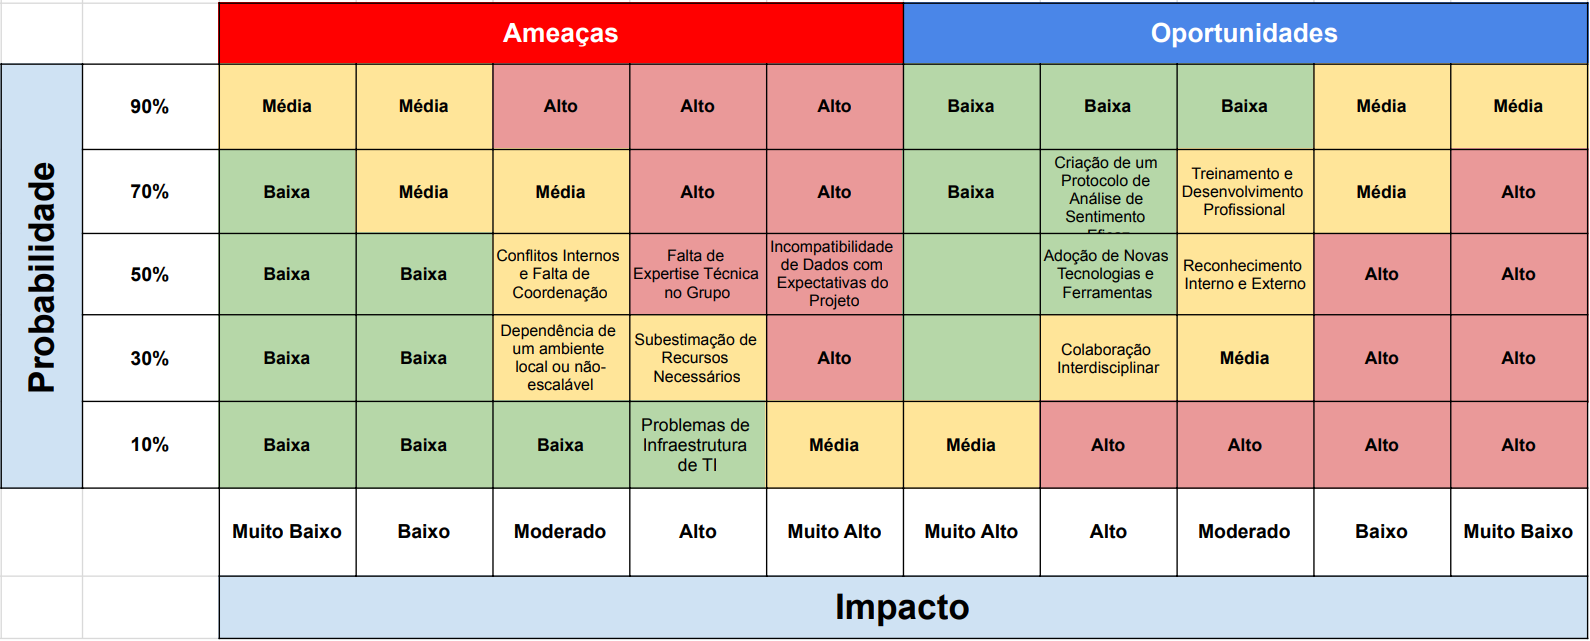 Ameaças
Oportunidades
Probabilidade
90%
Média
Média
Alto
Alto
Alto
Baixa
Baixa
Baixa
Média
Média
70%
Baixa
Média
Média
Alto
Alto
Baixa
Criação de um
Protocolo de
Análise de
Sentimento
Treinamento e
Desenvolvimento
Profissional
Média
Alto
50%
Baixa
Baixa
Conflitos Internos
e Falta de
Coordenação
Falta de
Expertise Técnica
no Grupo
Incompatibilidade
de Dados com
Expectativas do
Projeto
Adoção de Novas
Tecnologias e
Ferramentas
Reconhecimento
Interno e Externo
Alto
Alto
30%
Baixa
Baixa
Dependência de
um ambiente
local ou não-
escalável
Subestimação de
Recursos
Necessários
Alto
Colaboração
Interdisciplinar
Média
Alto
Alto
10%
Baixa
Baixa
Baixa
Problemas de
Infraestrutura
de TI
Média
Média
Alto
Alto
Alto
Alto
Muito Baixo
Baixo
Moderado
Alto
Muito Alto
Muito Alto
Alto
Moderado
Baixo
Muito Baixo
Impacto